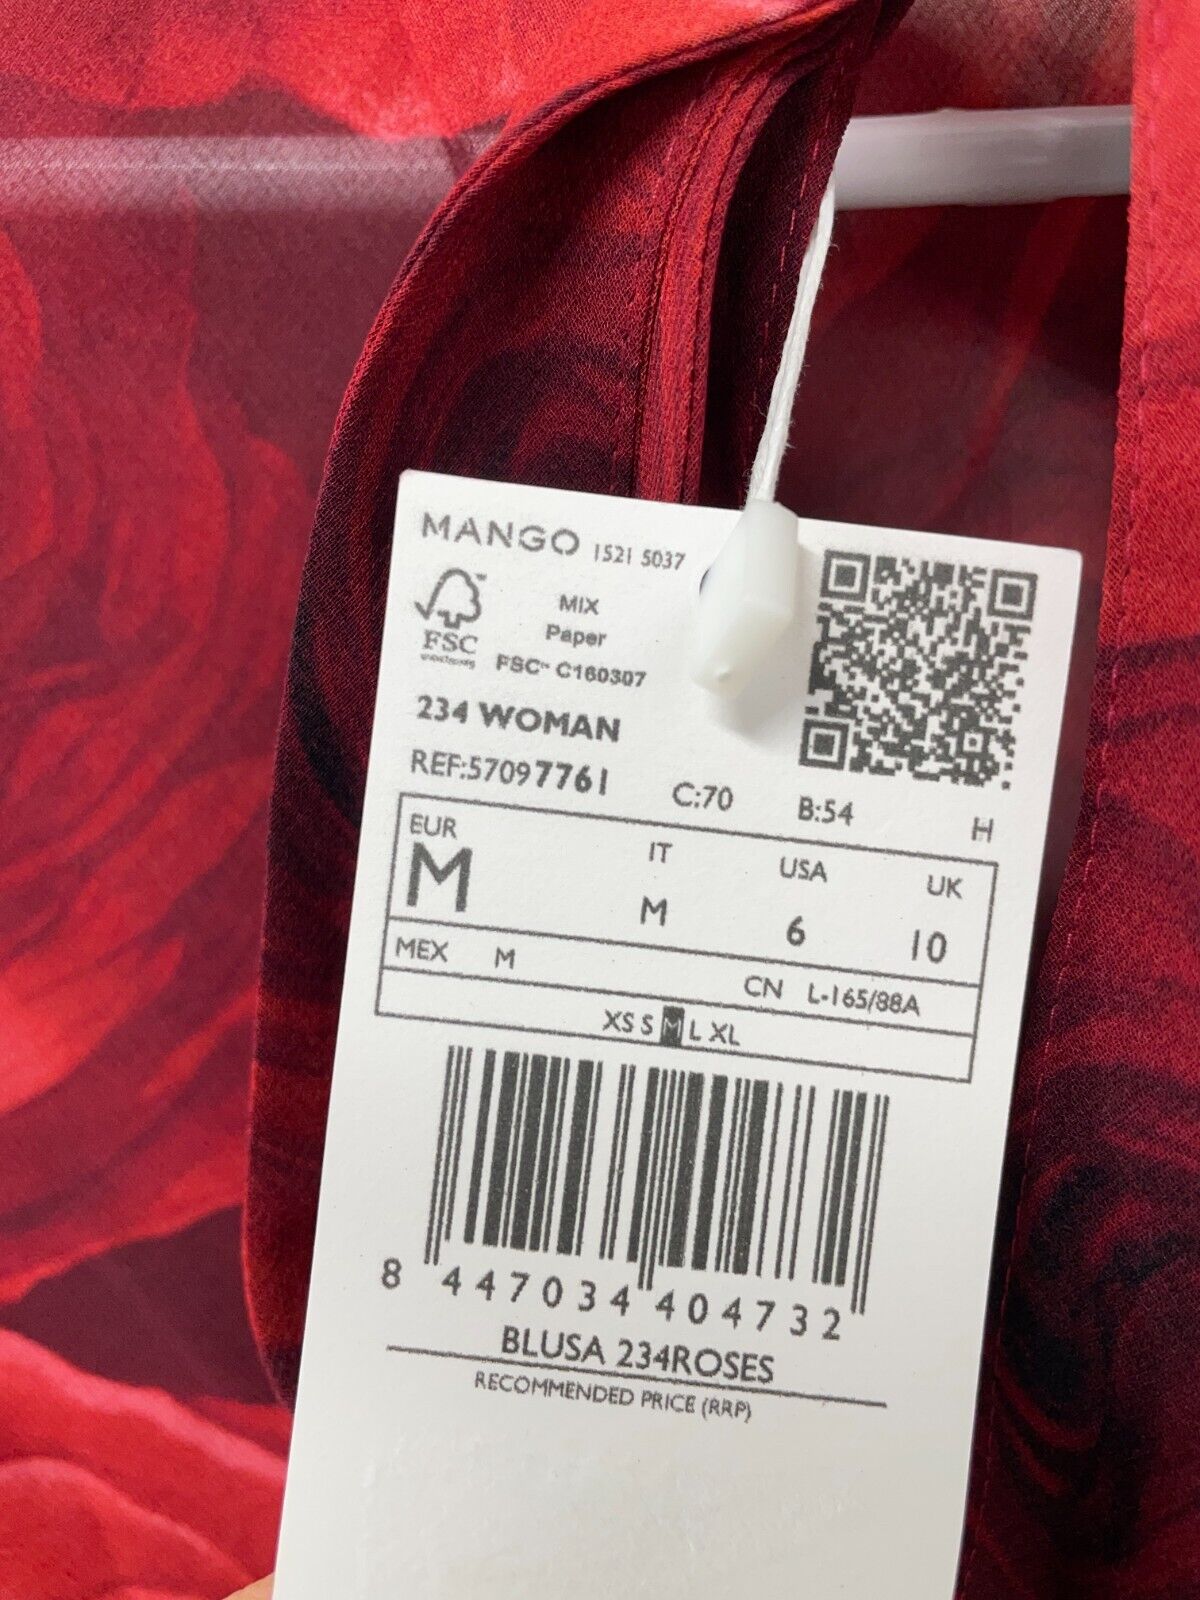 MANGO 1521 5037
MIX
Paper
FSC
FSC™ C160307
234 WOMAN
REF:57097761 C:70 B:54 H
EUR IT USA UK
M M 6 10
MEX M CN L-165/88A
XS S M L XL
8 447034 404732
BLUSA 234ROSES
RECOMMENDED PRICE (RRP)